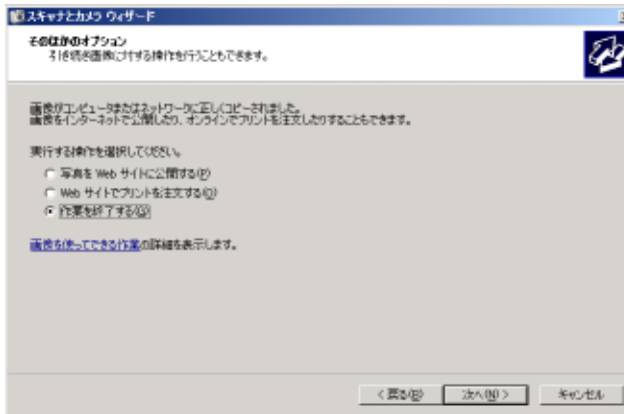 スキャナとカメラ ウィザード
そのほかのオプション
引き続き画像に対する操作を行うこともできます。
画像がコンピュータまたはネットワークに正しくコピーされました。
画像をインターネットで公開したり、オンラインでプリントを注文したりすることもできます。
実行する操作を選択してください。
写真を Web サイトに公開する(P)
Web サイトでプリントを注文する(O)
作業を終了する(G)
画像を使ってできる作業の詳細を表示します。
< 戻る(B)
次へ(N) >
キャンセル